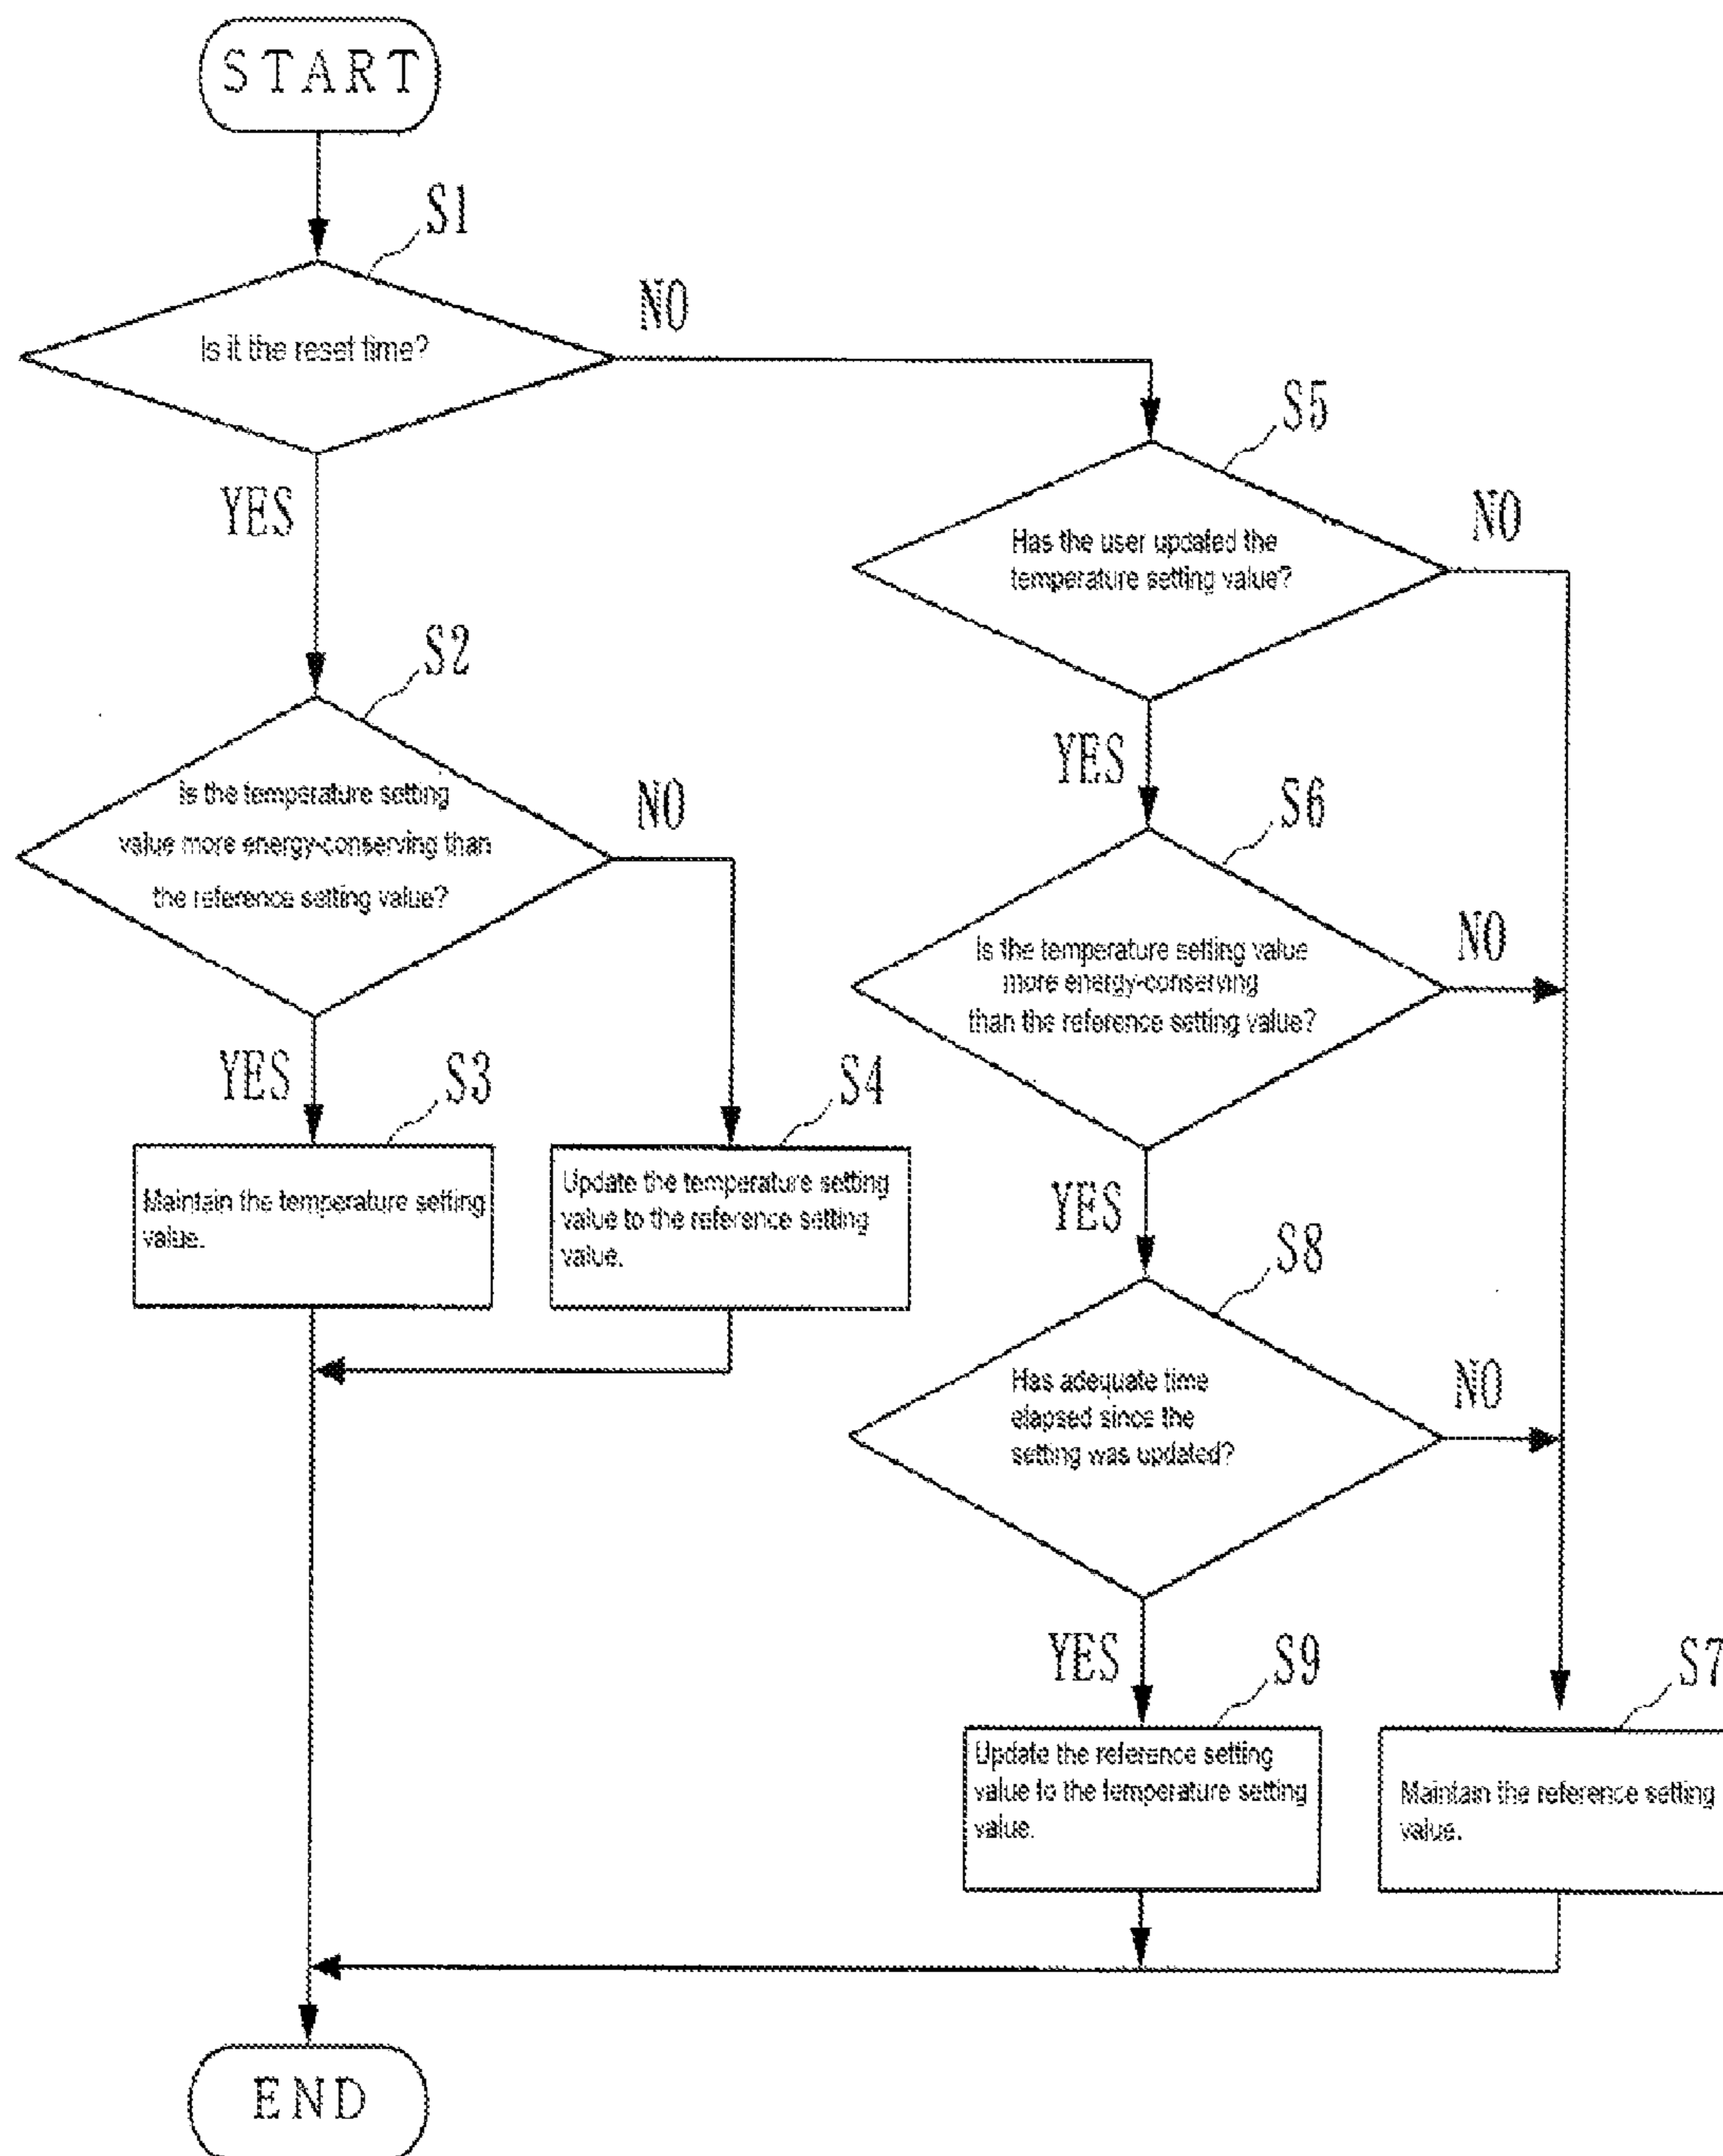 START
S1
Is it the reset time?
NO
YES
S5
Has the user updated the
temperature setting value?
NO
YES
S2
Is the temperature setting
value more energy-conserving than
the reference setting value?
NO
YES
S6
Is the temperature setting value
more energy-conserving
than the reference setting value?
NO
YES
S3
Maintain the temperature setting
value.
S4
Update the temperature setting
value to the reference setting
value.
S8
Has adequate time
elapsed since the
setting was updated?
NO
YES
S9
Update the reference setting
value to the temperature setting
value.
S7
Maintain the reference setting
value.
END